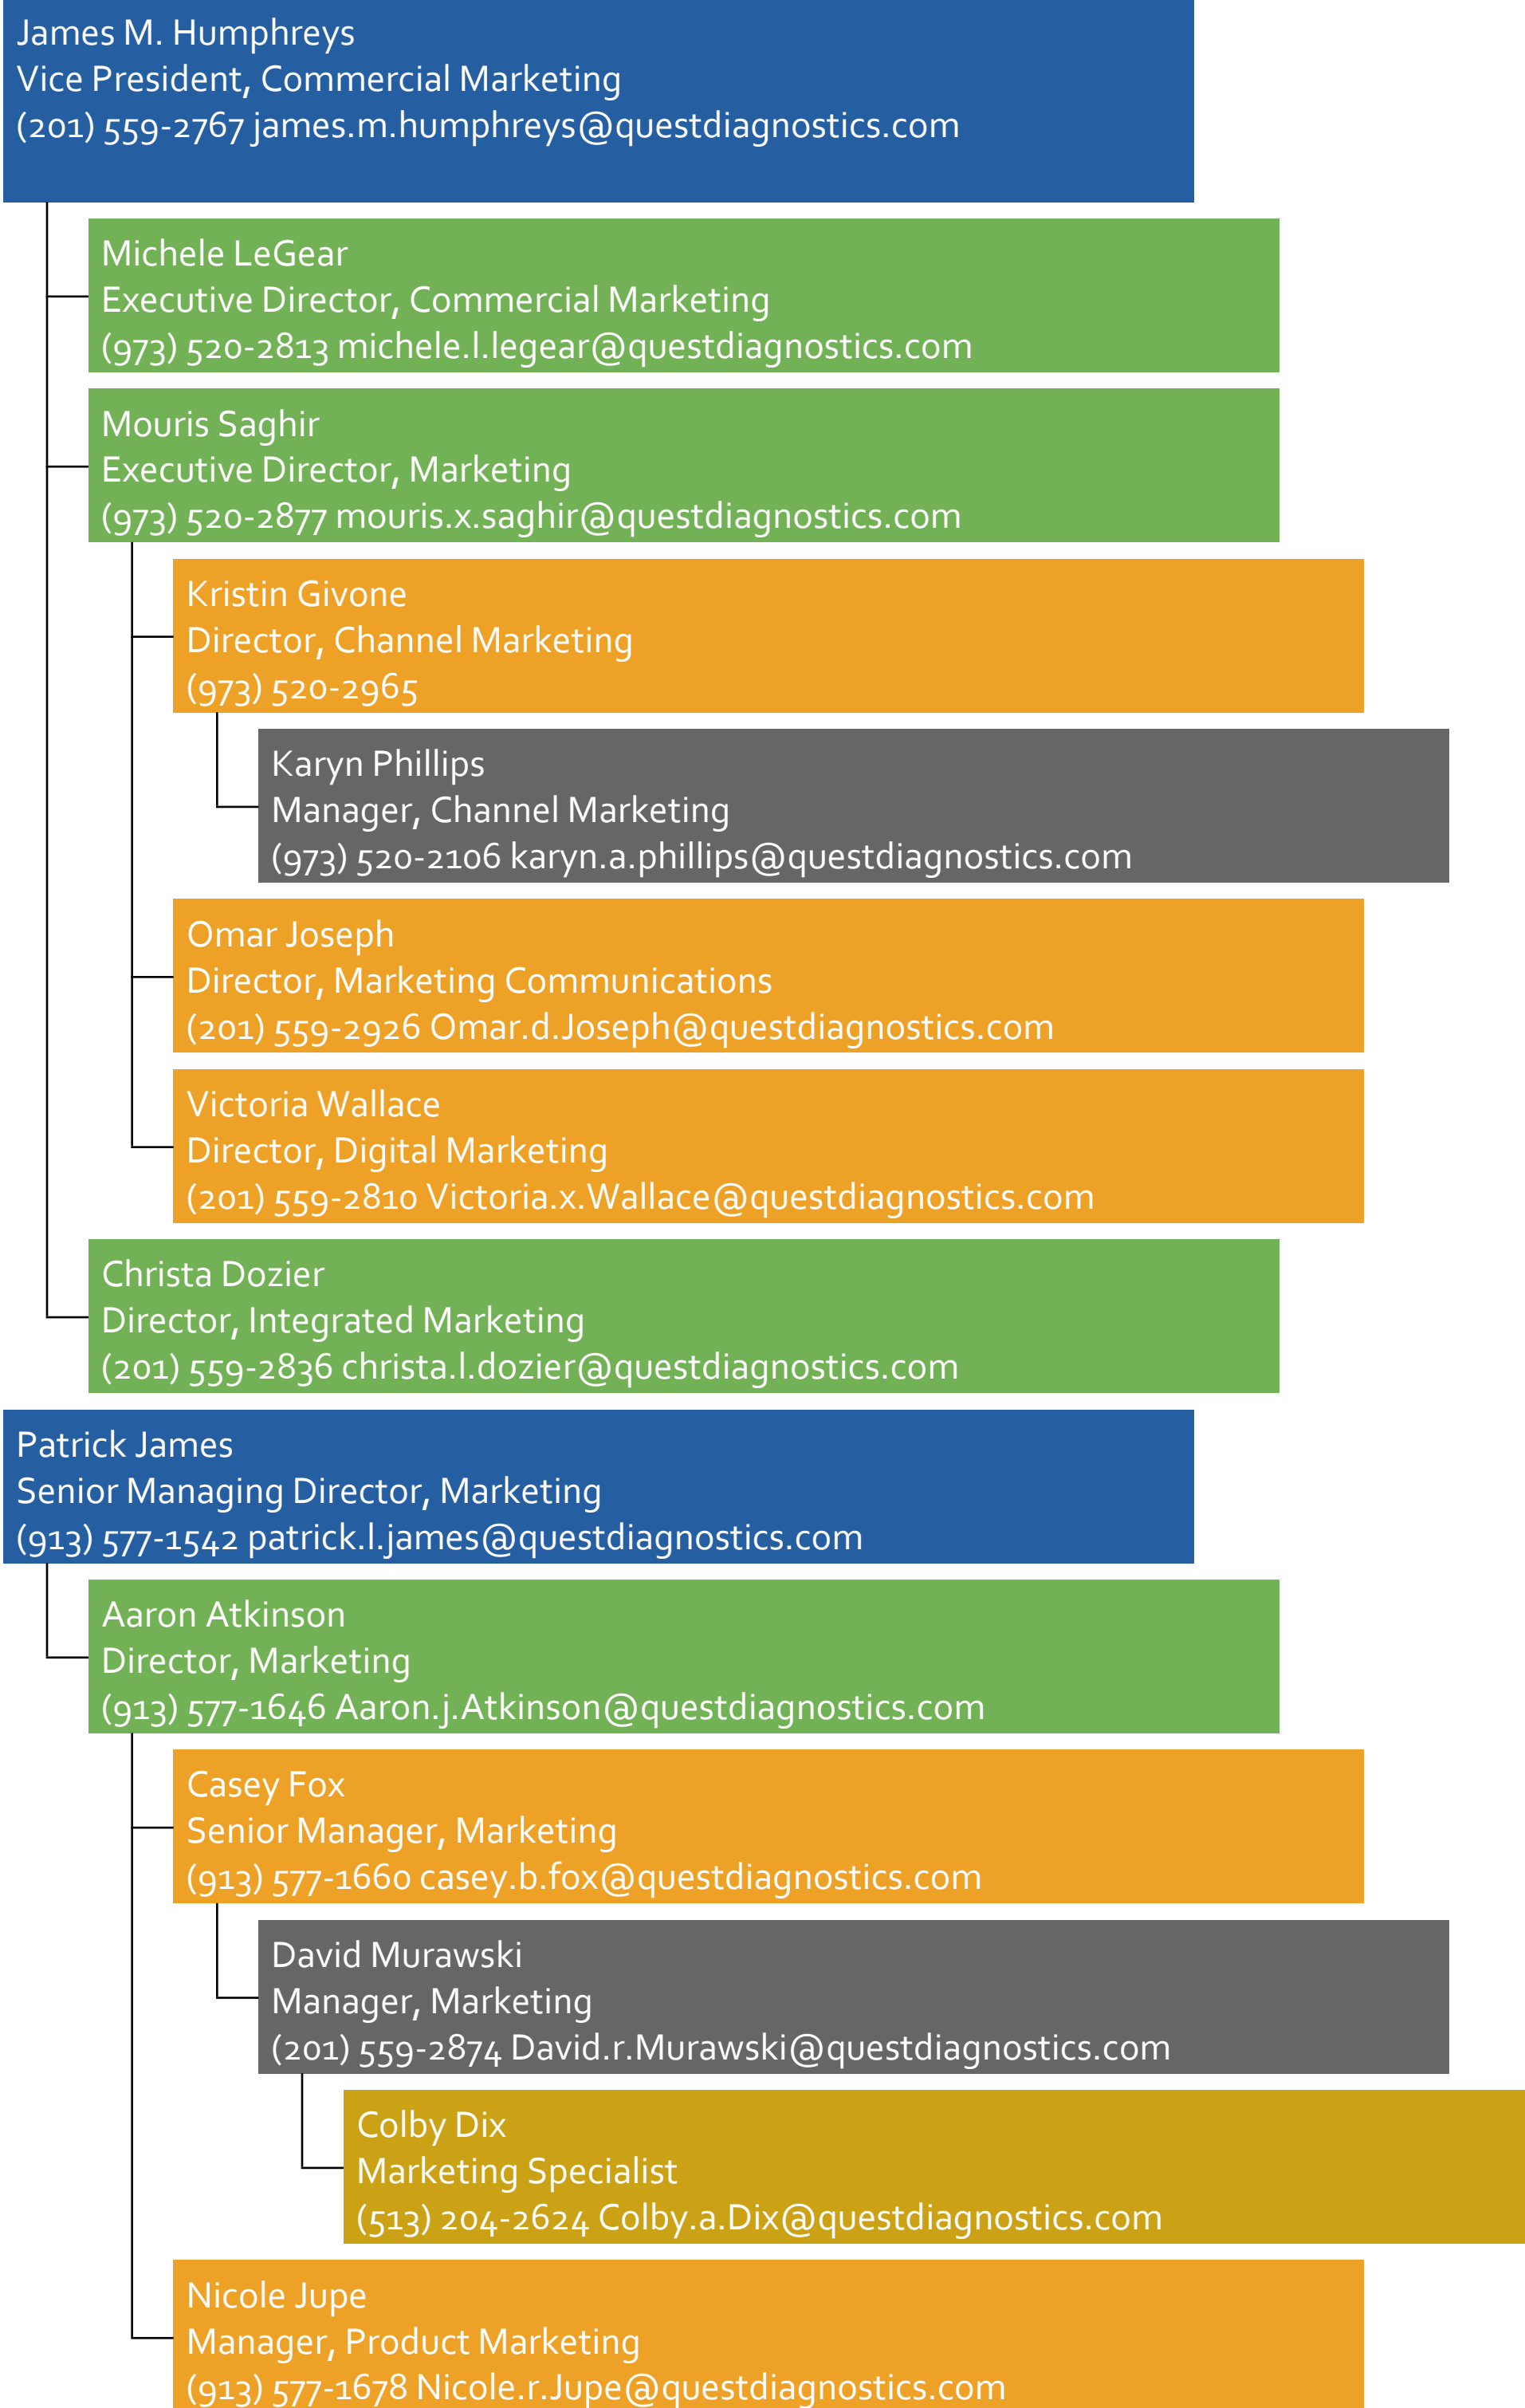 James M. Humphreys
Vice President, Commercial Marketing
(201) 559-2767 james.m.humphreys@questdiagnostics.com
Michele LeGear
Executive Director, Commercial Marketing
(973) 520-2813 michele.l.legear@questdiagnostics.com
Mouris Saghir
Executive Director, Marketing
(973) 520-2877 mouris.x.saghir@questdiagnostics.com
Kristin Givone
Director, Channel Marketing
(973) 520-2965
Karyn Phillips
Manager, Channel Marketing
(973) 520-2106 karyn.a.phillips@questdiagnostics.com
Omar Joseph
Director, Marketing Communications
(201) 559-2926 Omar.d.Joseph@questdiagnostics.com
Victoria Wallace
Director, Digital Marketing
(201) 559-2810 Victoria.x.Wallace@questdiagnostics.com
Christa Dozier
Director, Integrated Marketing
(201) 559-2836 christa.l.dozier@questdiagnostics.com
Patrick James
Senior Managing Director, Marketing
(913) 577-1542 patrick.l.james@questdiagnostics.com
Aaron Atkinson
Director, Marketing
(913) 577-1646 Aaron.j.Atkinson@questdiagnostics.com
Casey Fox
Senior Manager, Marketing
(913) 577-1660 casey.b.fox@questdiagnostics.com
David Murawski
Manager, Marketing
(201) 559-2874 David.r.Murawski@questdiagnostics.com
Colby Dix
Marketing Specialist
(513) 204-2624 Colby.a.Dix@questdiagnostics.com
Nicole Jupe
Manager, Product Marketing
(913) 577-1678 Nicole.r.Jupe@questdiagnostics.com